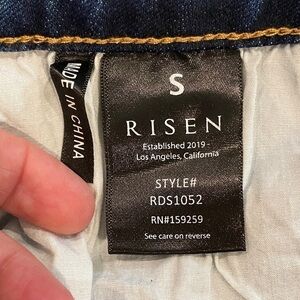 MADE IN CHINA
S
RISEN
Established 2019 -
Los Angeles, California
STYLE#
RDS1052
RN#159259
See care on reverse